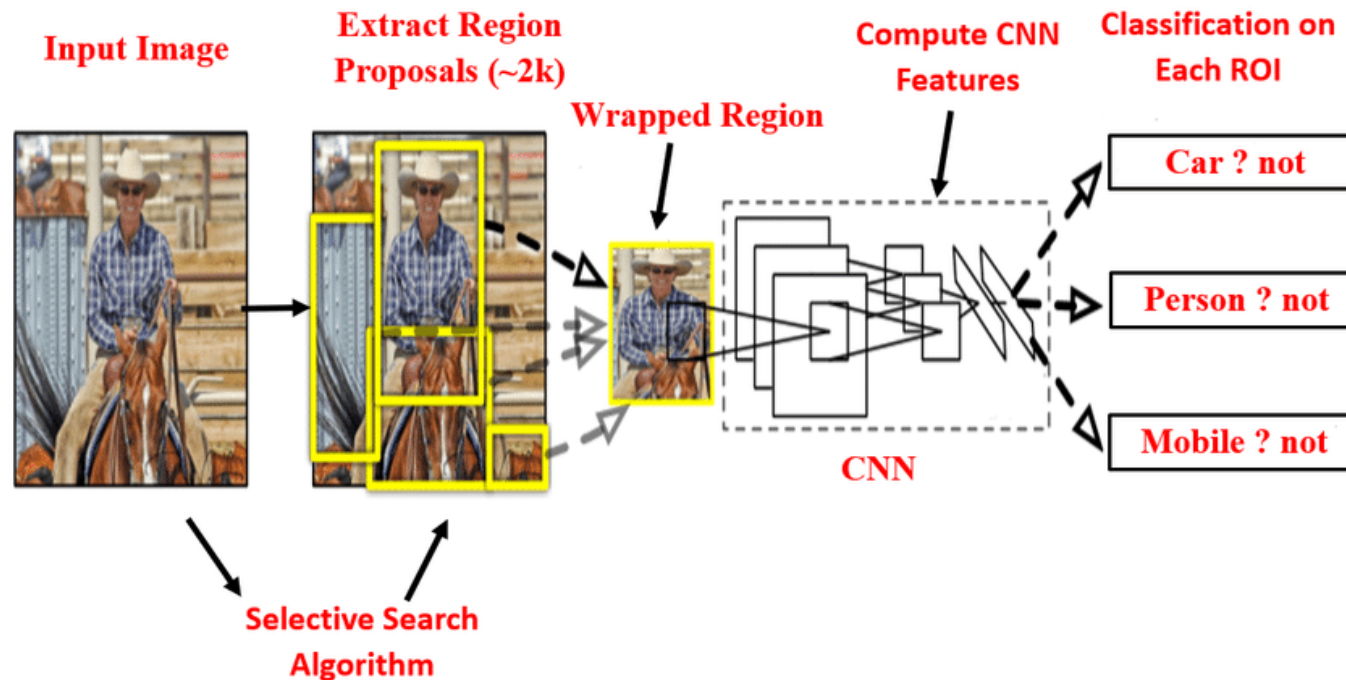 Input Image
Extract Region
Proposals (~2k)
Wrapped Region
Compute CNN
Features
Classification on
Each ROI
Car ? not
Person ? not
Mobile ? not
CNN
Selective Search
Algorithm